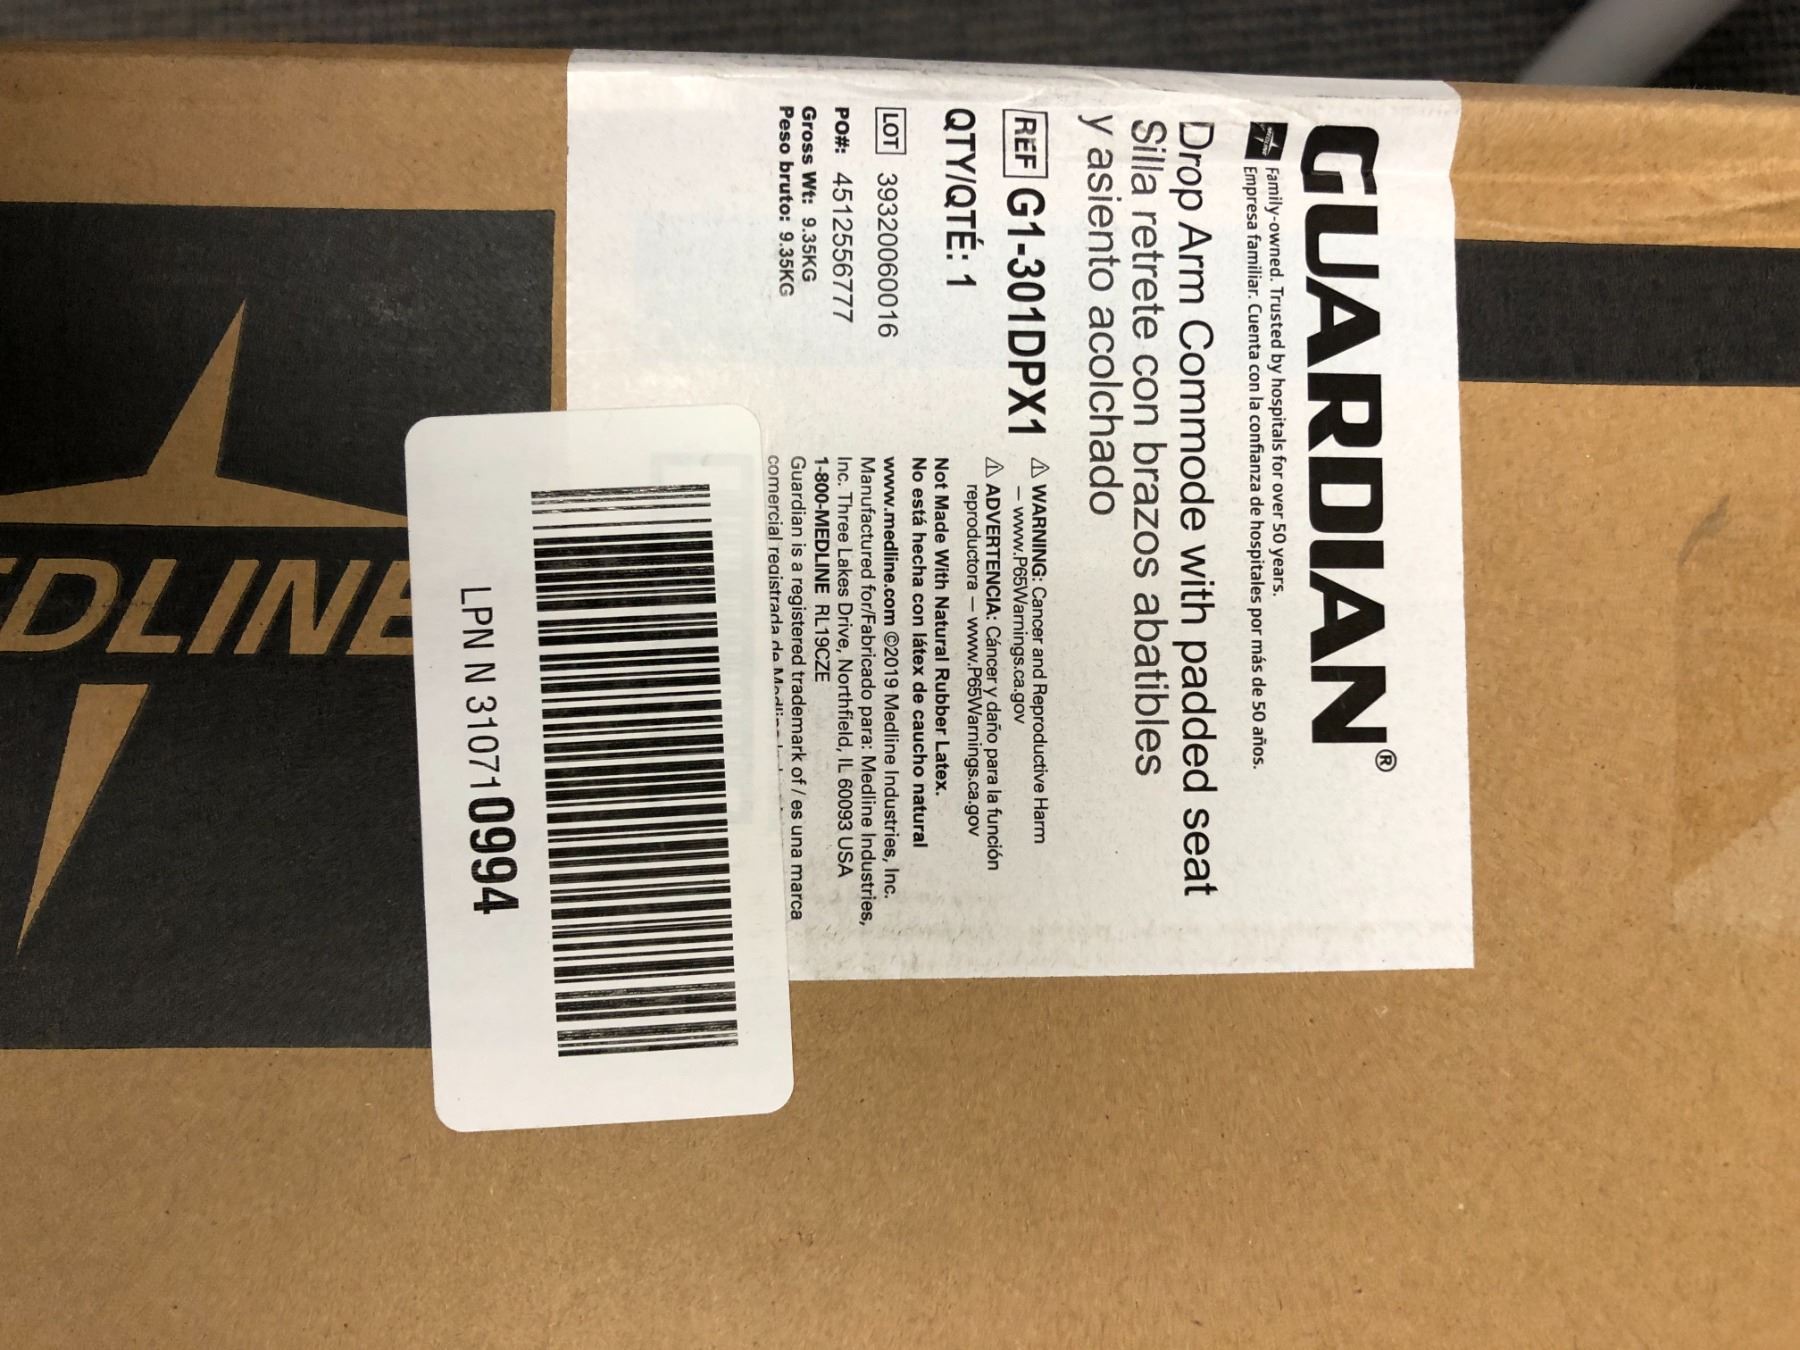 GUARDIAN®
Family-owned. Trusted by hospitals for over 50 years.
Empresa familiar. Cuenta con la confianza de hospitales por más de 50 años.
Drop Arm Commode with padded seat
Silla retrete con brazos abatibles
y asiento acolchado
REF G1-301DPX1
QTY/QTÉ: 1
LOT 39320060016
PO#: 4512556777
Gross Wt: 9.35KG
Peso bruto: 9.35KG
⚠ WARNING: Cancer and Reproductive Harm
— www.P65Warnings.ca.gov
⚠ ADVERTENCIA: Cáncer y daño para la función
reproductora — www.P65Warnings.ca.gov
Not Made With Natural Rubber Latex.
No está hecha con látex de caucho natural
www.medline.com ©2019 Medline Industries, Inc.
Manufactured for/Fabricado para: Medline Industries,
Inc. Three Lakes Drive, Northfield, IL 60093 USA
1-800-MEDLINE RL19CZE
Guardian is a registered trademark of / es una marca
comercial registrada de
LPN N 310710994
EDLINE